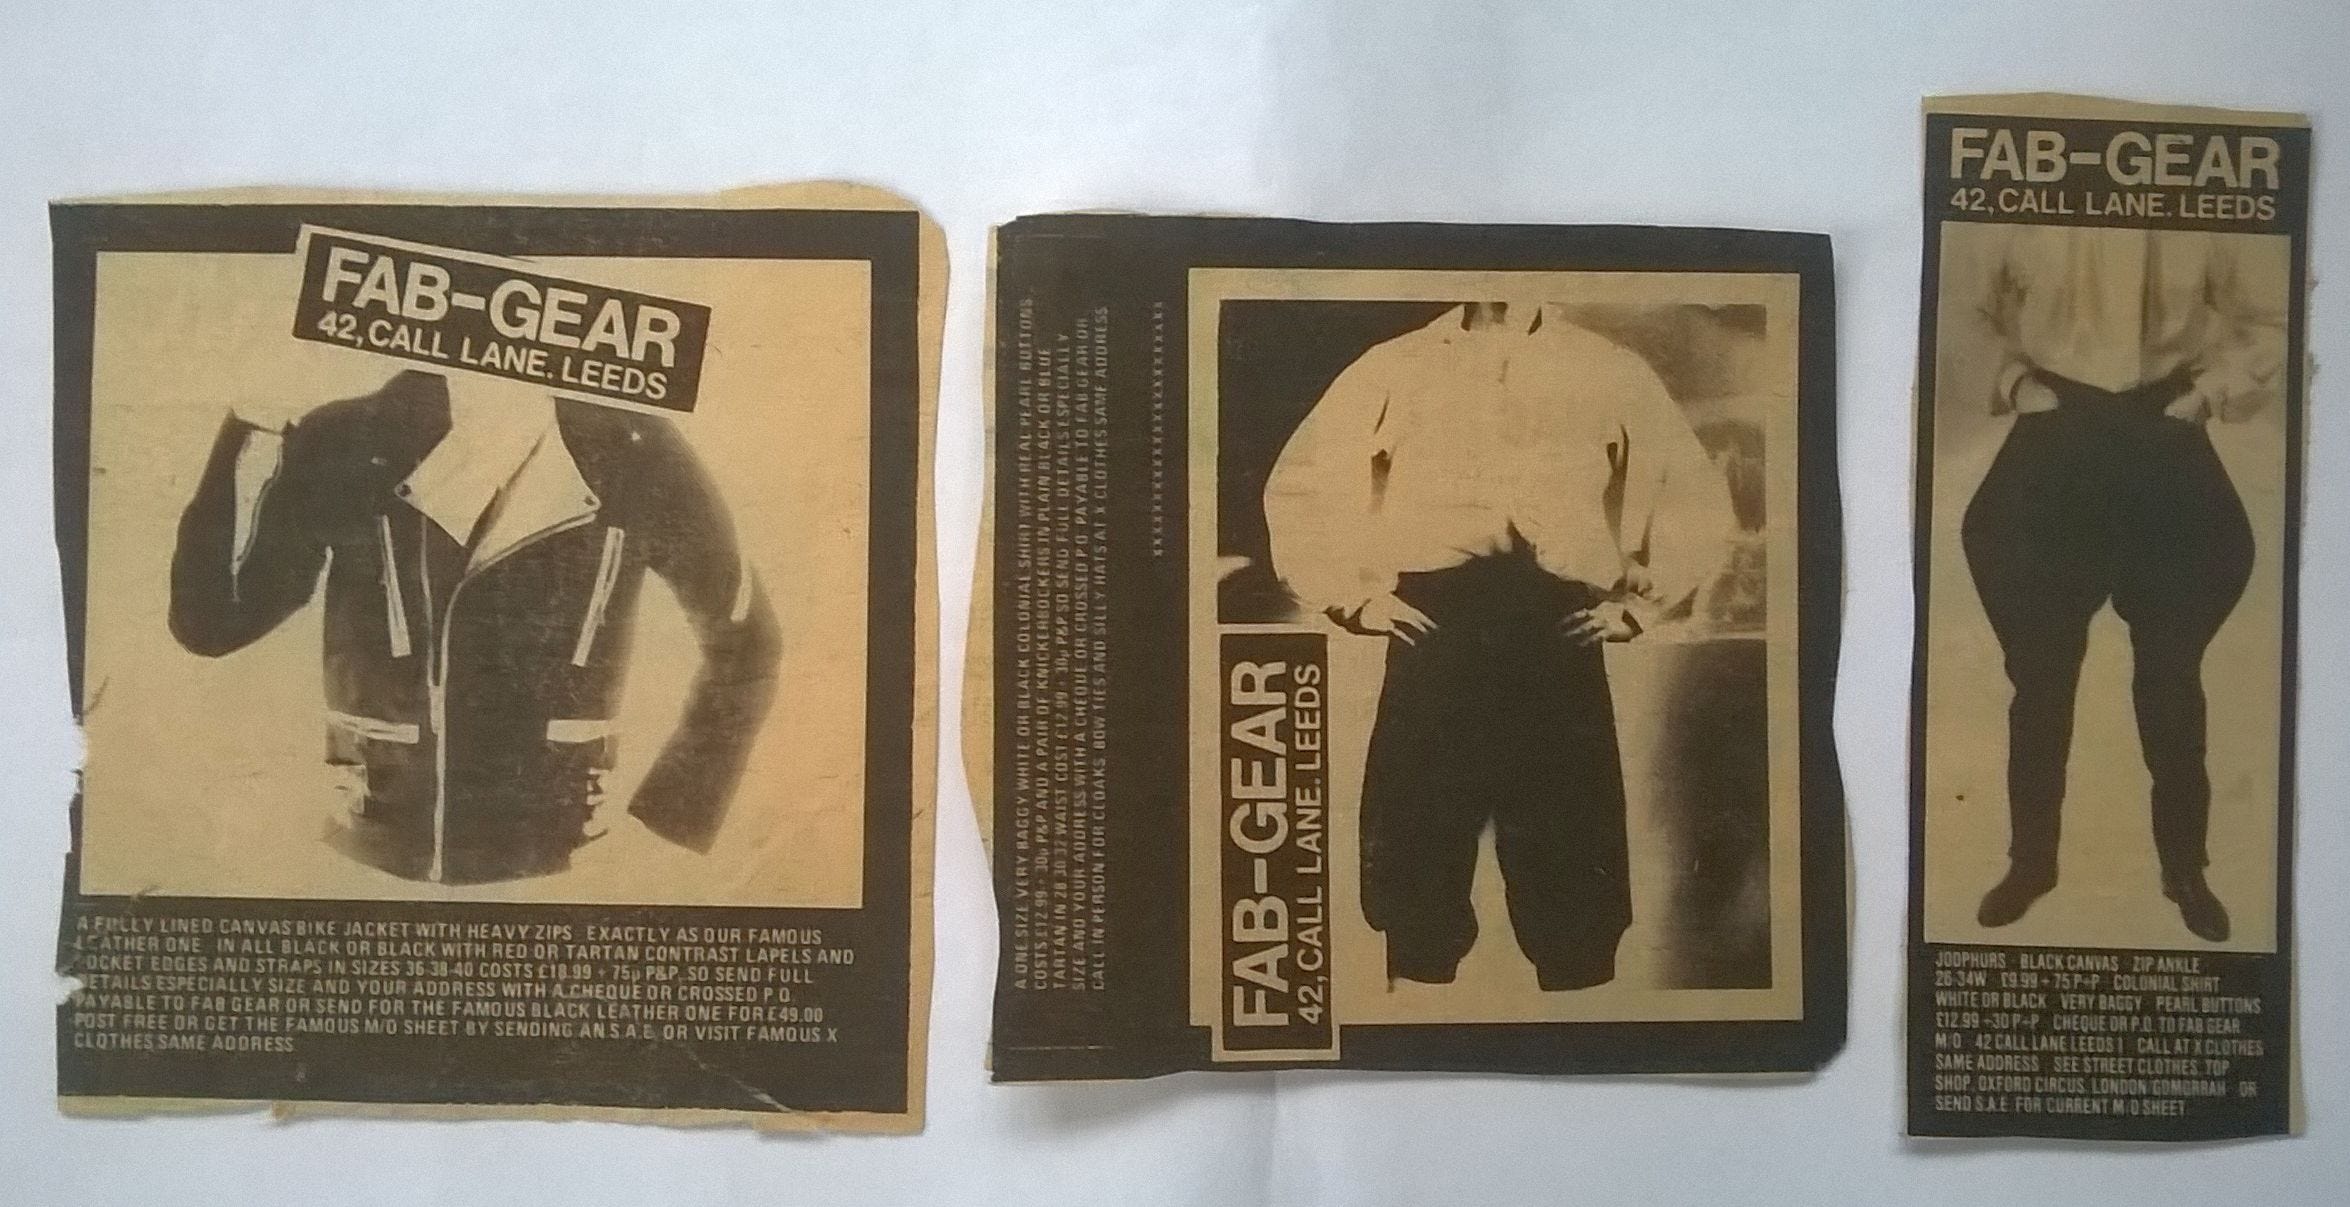 FAB-GEAR
42, CALL LANE. LEEDS
A FULLY LINED CANVAS BIKE JACKET WITH HEAVY ZIPS EXACTLY AS OUR FAMOUS
LEATHER ONE IN ALL BLACK OR BLACK WITH RED OR TARTAN CONTRAST LAPELS AND
POCKET EDGES AND STRAPS IN SIZES 36-38-40 COSTS £18.99 + 75p P&P. SO SEND FULL
DETAILS ESPECIALLY SIZE AND YOUR ADDRESS WITH A CHEQUE OR CROSSED P.O.
PAYABLE TO FAB GEAR OR SEND FOR THE FAMOUS BLACK LEATHER ONE FOR £49.00
POST FREE OR GET THE FAMOUS M/O SHEET BY SENDING AN S.A.E. OR VISIT FAMOUS X
CLOTHES SAME ADDRESS
A ONE SIZE VERY BAGGY WHITE OR BLACK COLONIAL SHIRT WITH REAL PEARL BUTTONS
COSTS £12.99 + 30p P&P AND A PAIR OF KNICKERBOCKERS IN PLAIN BLACK OR BLUE
TARTAN IN 28 30 32 WAIST COST £12.99 + 30p P&P SO SEND FULL DETAILS ESPECIALLY
SIZE AND YOUR ADDRESS WITH A CHEQUE OR CROSSED P.O. PAYABLE TO FAB GEAR OR
CALL IN PERSON FOR CLOAKS BOW TIES AND SILLY HATS AT X CLOTHES SAME ADDRESS
FAB-GEAR
42, CALL LANE. LEEDS
FAB-GEAR
42, CALL LANE. LEEDS
JODPHURS BLACK CANVAS ZIP ANKLE
26-34W £9.99 + 75 P+P COLONIAL SHIRT
WHITE OR BLACK VERY BAGGY PEARL BUTTONS
£12.99 +30 P+P CHEQUE OR P.O. TO FAB GEAR
M/O 42 CALL LANE LEEDS 1 CALL AT X CLOTHES
SAME ADDRESS SEE STREET CLOTHES, TOP
SHOP, OXFORD CIRCUS, LONDON GOMORRAH OR
SEND S.A.E. FOR CURRENT M/O SHEET